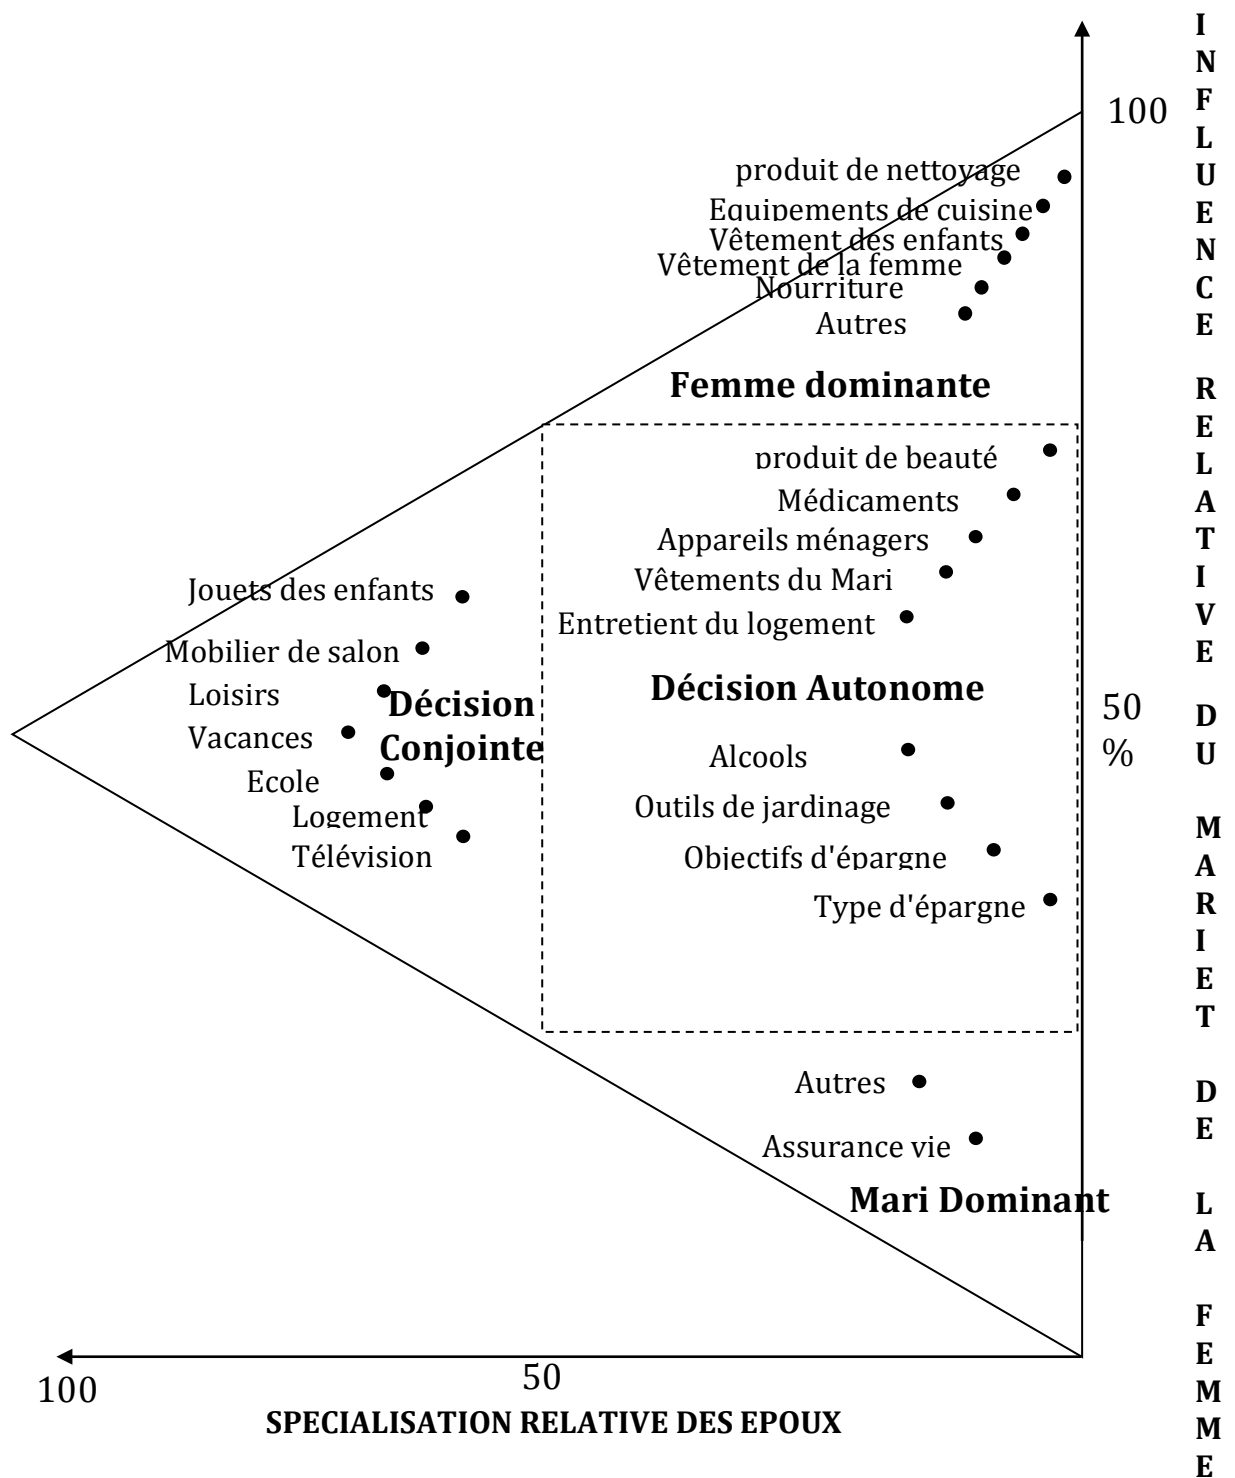 100
produit de nettoyage
Equipements de cuisine
Vêtement des enfants
Vêtement de la femme
Nourriture
Autres
Femme dominante
produit de beauté
Médicaments
Appareils ménagers
Vêtements du Mari
Entretient du logement
Décision Autonome
Alcools
Outils de jardinage
Objectifs d'épargne
Type d'épargne
Jouets des enfants
Mobilier de salon
Loisirs
Vacances
Ecole
Logement
Télévision
Décision
Conjointe
50
%
Autres
Assurance vie
Mari Dominant
100
50
SPECIALISATION RELATIVE DES EPOUX
INFLUENCE RELATIVE DU MARIET DE LA FEMME